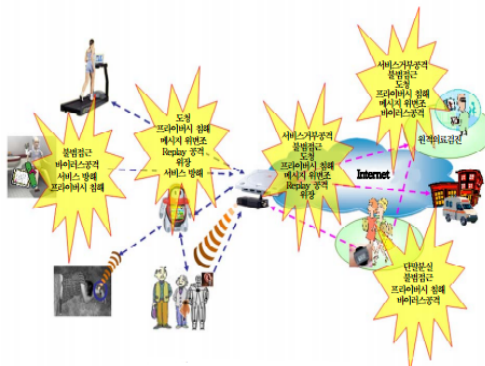 불법접근
바이러스공격
서비스 방해
프라이버시 침해
도청
프라이버시 침해
메시지 위변조
Replay 공격
위장
서비스 방해
서비스거부공격
불법접근
도청
프라이버시 침해
메시지 위변조
Replay 공격
위장
Internet
서비스거부공격
불법접근
도청
프라이버시 침해
메시지 위변조
바이러스공격
원격의료검진
단말분실
불법접근
프라이버시 침해
바이러스공격